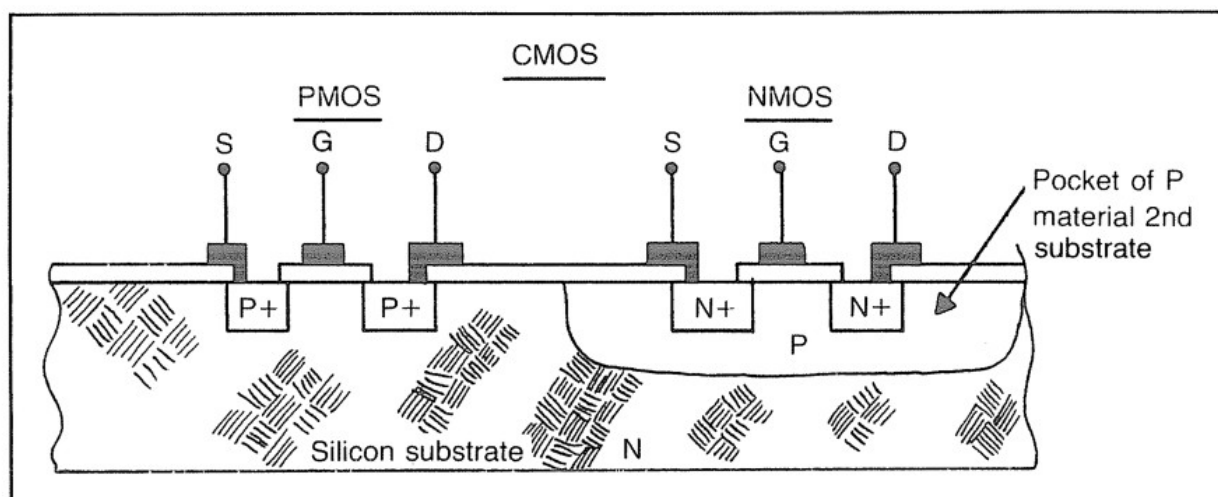 CMOS
PMOS
NMOS
S G D
S G D
Pocket of P
material 2nd
substrate
P+ P+
N+ N+
P
Silicon substrate N